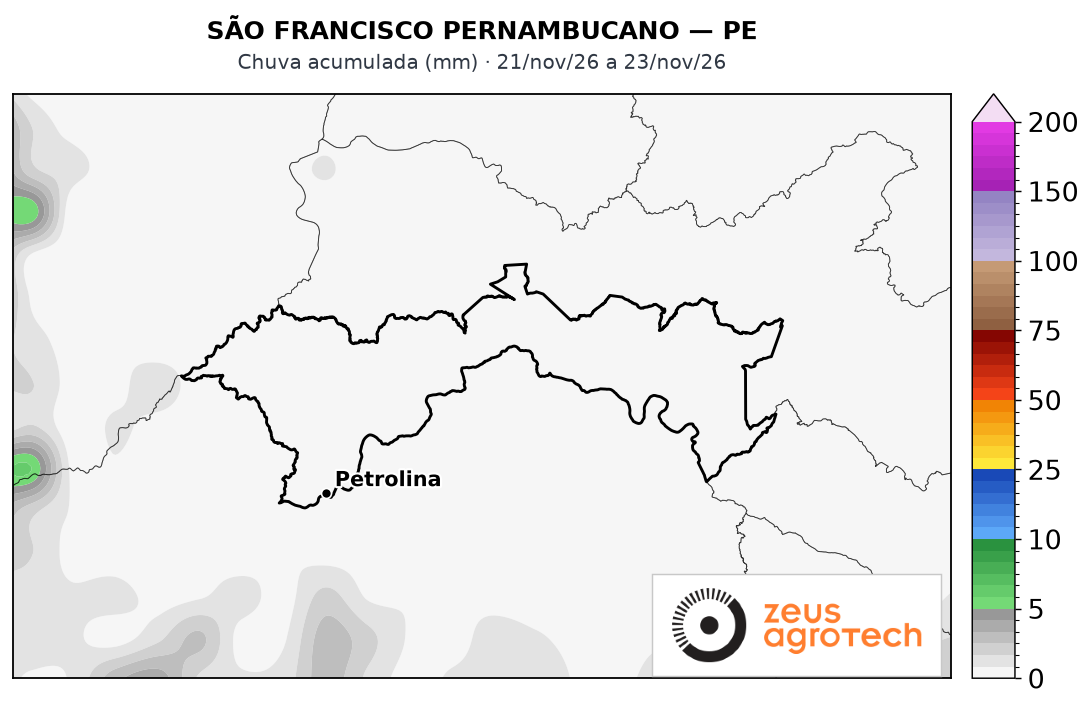 SÃO FRANCISCO PERNAMBUCANO — PE
Chuva acumulada (mm) · 21/nov/26 a 23/nov/26
200
150
100
75
50
25
10
5
0
Petrolina
zeus
agrotech